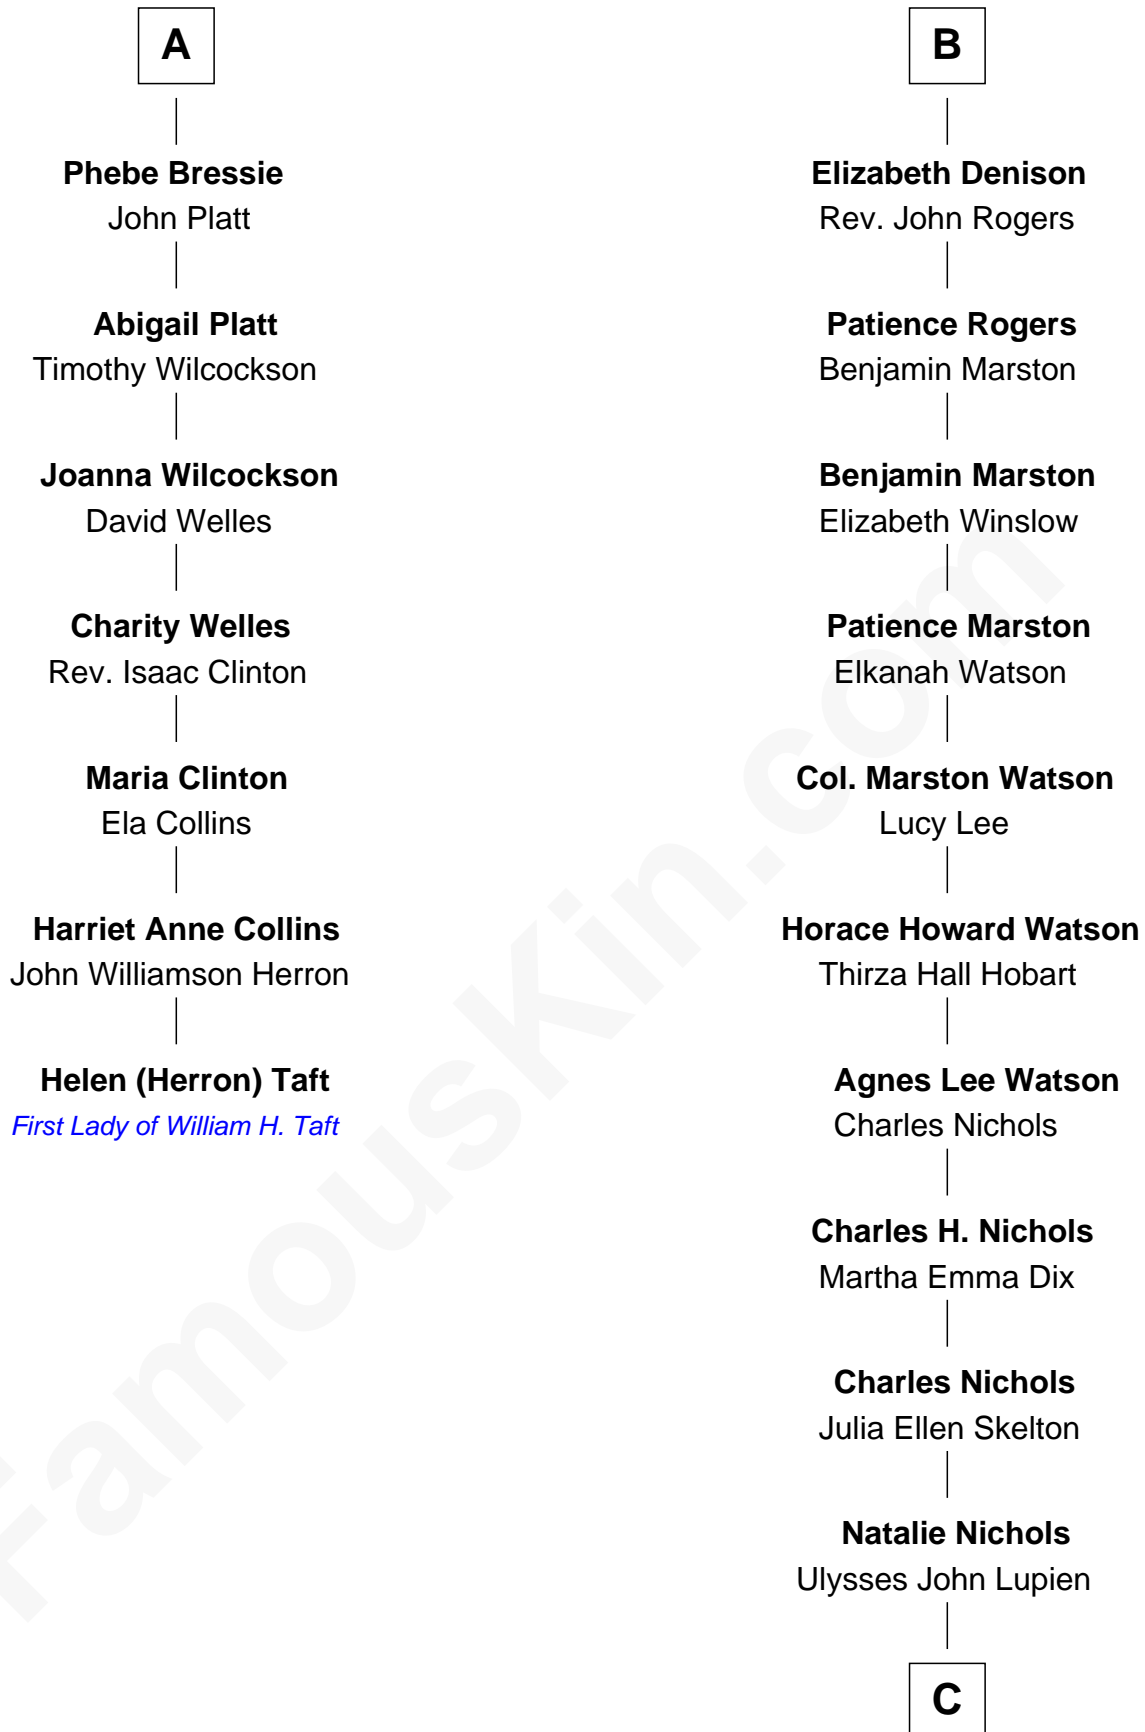 A
Phebe Bressie
John Platt
Abigail Platt
Timothy Wilcockson
Joanna Wilcockson
David Welles
Charity Welles
Rev. Isaac Clinton
Maria Clinton
Ela Collins
Harriet Anne Collins
John Williamson Herron
Helen (Herron) Taft
First Lady of William H. Taft
B
Elizabeth Denison
Rev. John Rogers
Patience Rogers
Benjamin Marston
Benjamin Marston
Elizabeth Winslow
Patience Marston
Elkanah Watson
Col. Marston Watson
Lucy Lee
Horace Howard Watson
Thirza Hall Hobart
Agnes Lee Watson
Charles Nichols
Charles H. Nichols
Martha Emma Dix
Charles Nichols
Julia Ellen Skelton
Natalie Nichols
Ulysses John Lupien
C
FamousKin.com